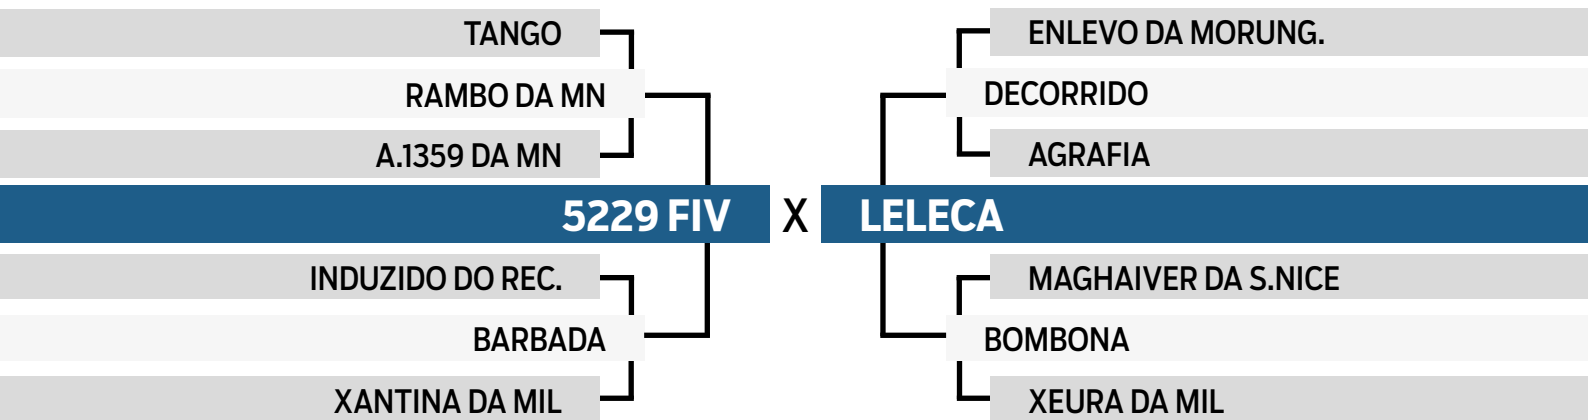 TANGO
RAMBO DA MN
A.1359 DA MN
5229 FIV
INDUZIDO DO REC.
BARBADA
XANTINA DA MIL
X
ENLEVO DA MORUNG.
DECORRIDO
AGRAFIA
LELECA
MAGHAIVER DA S.NICE
BOMBONA
XEURA DA MIL